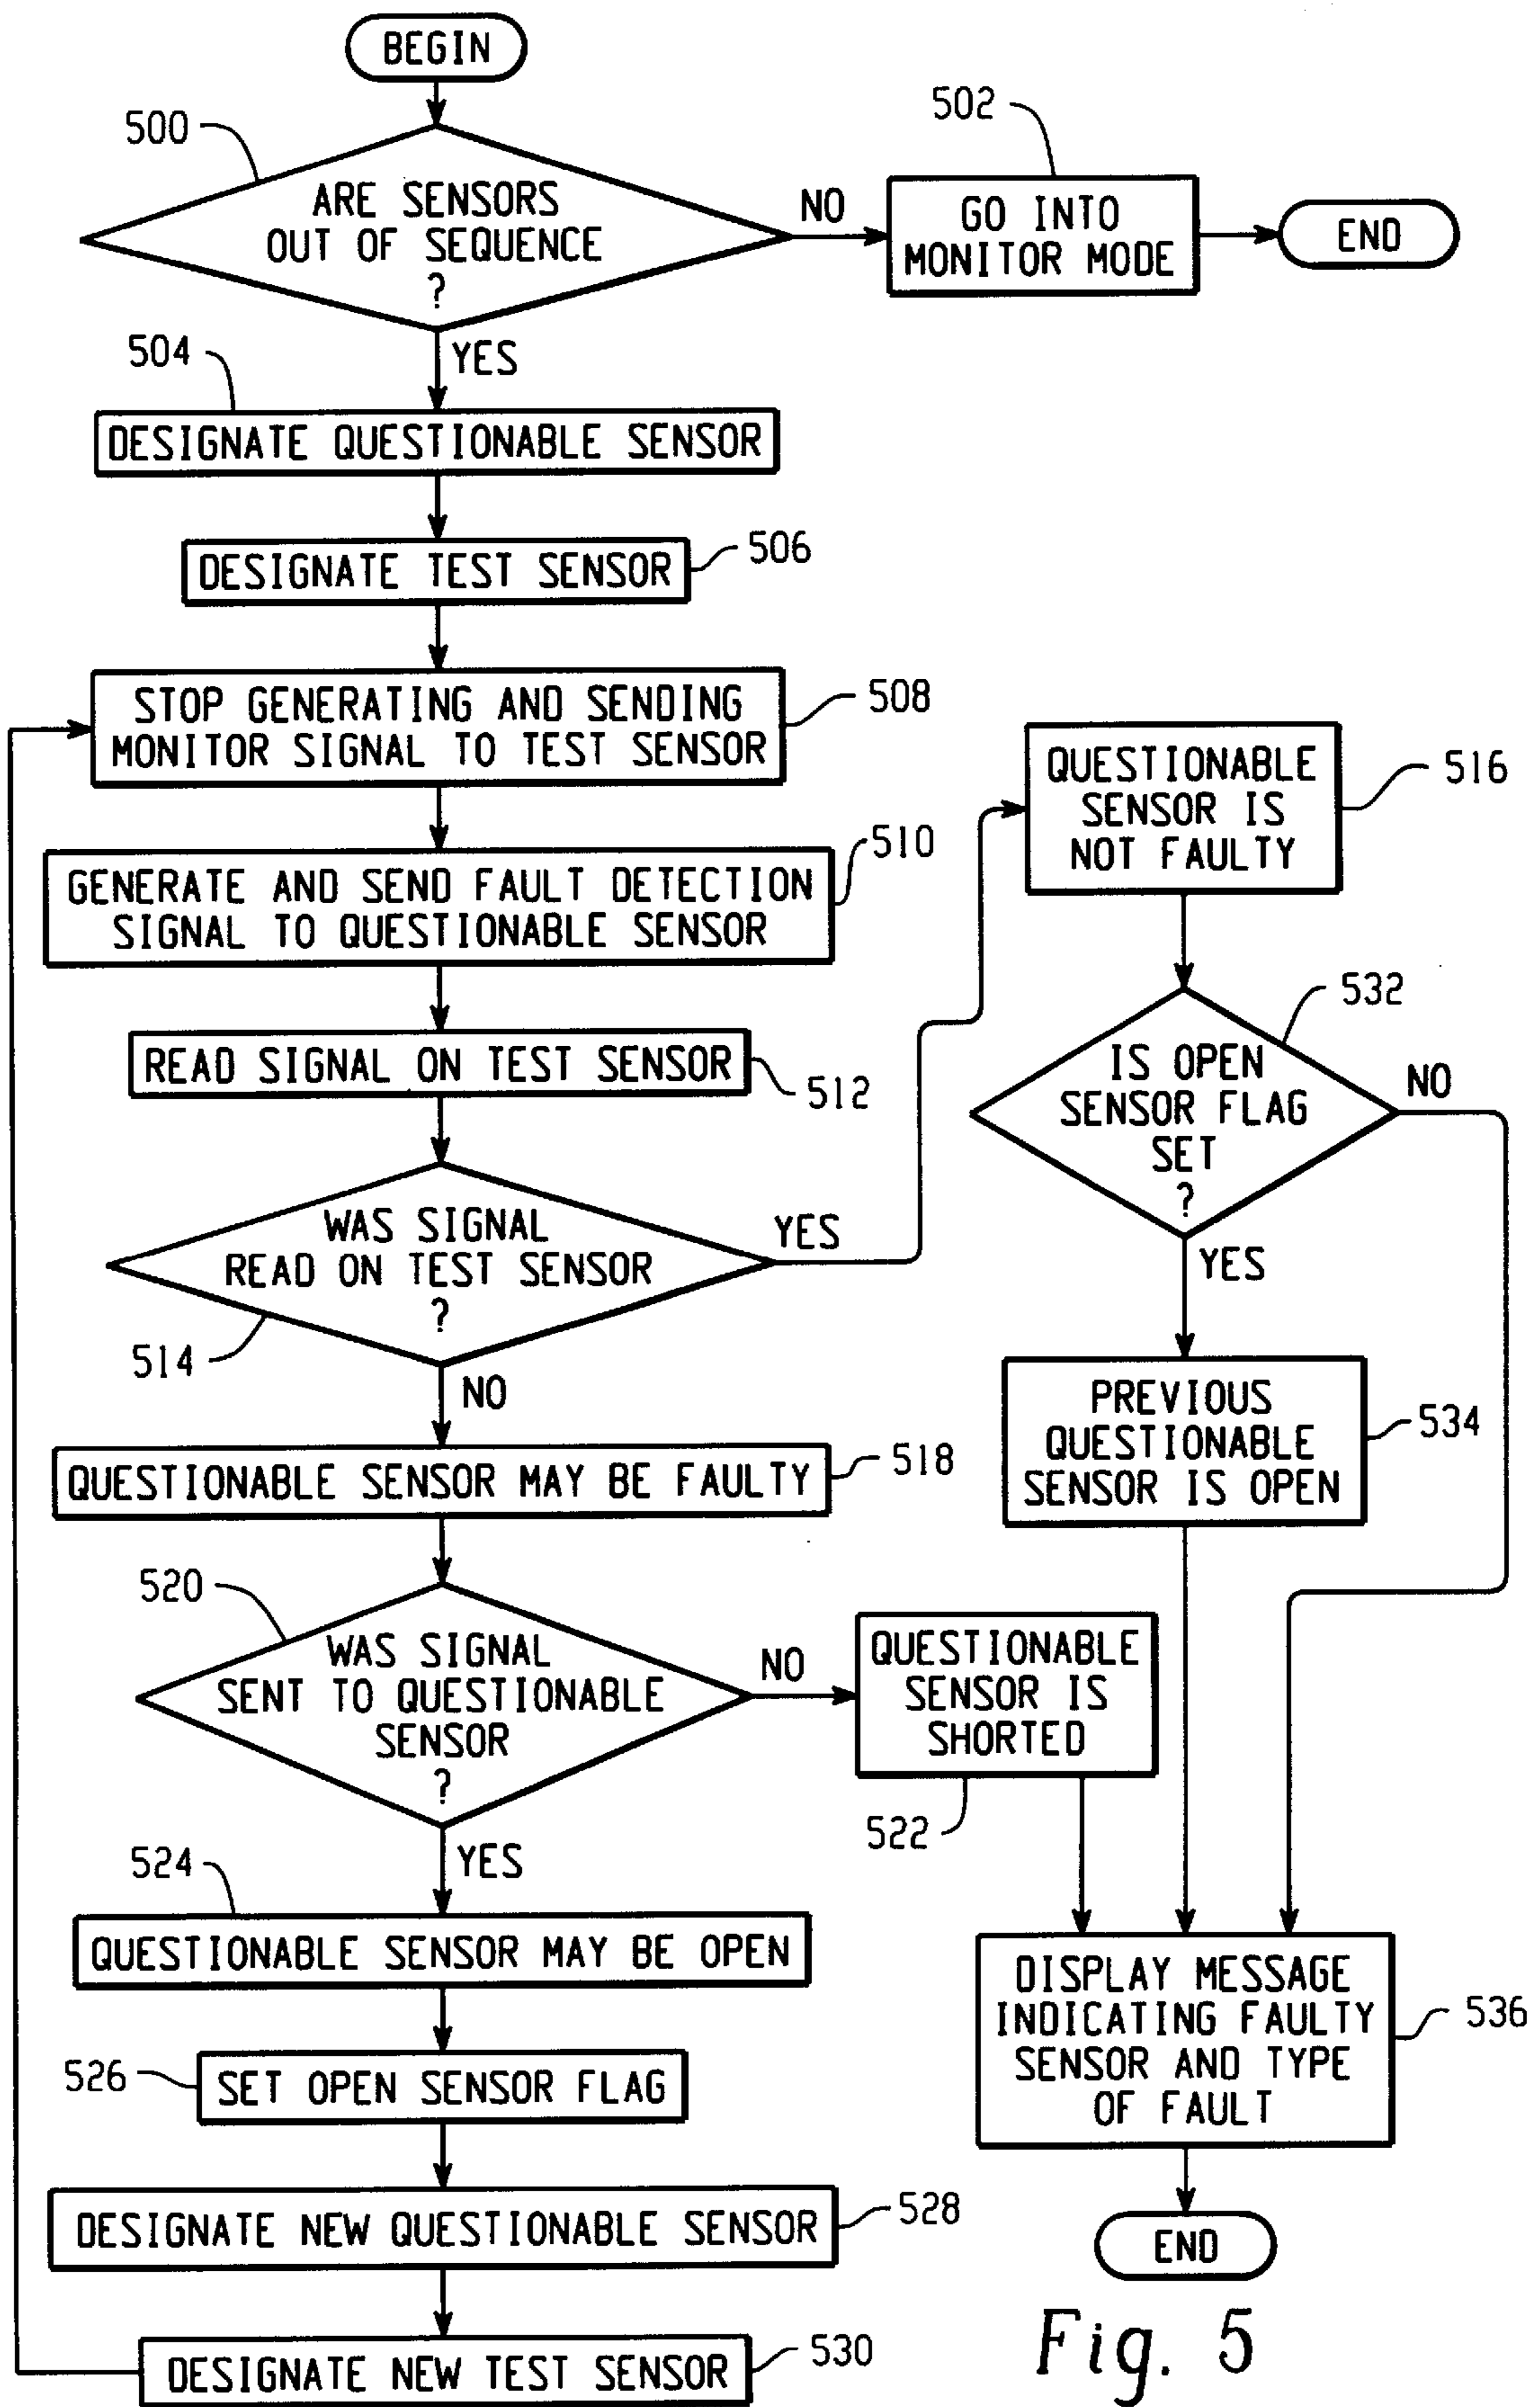 BEGIN
500
ARE SENSORS
OUT OF SEQUENCE
?
NO
502
GO INTO
MONITOR MODE
END
YES
504
DESIGNATE QUESTIONABLE SENSOR
DESIGNATE TEST SENSOR
506
STOP GENERATING AND SENDING
MONITOR SIGNAL TO TEST SENSOR
508
GENERATE AND SEND FAULT DETECTION
SIGNAL TO QUESTIONABLE SENSOR
510
READ SIGNAL ON TEST SENSOR
512
WAS SIGNAL
READ ON TEST SENSOR
?
514
YES
NO
QUESTIONABLE
SENSOR IS
NOT FAULTY
516
IS OPEN
SENSOR FLAG
SET
?
532
NO
YES
PREVIOUS
QUESTIONABLE
SENSOR IS OPEN
534
QUESTIONABLE SENSOR MAY BE FAULTY
518
520
WAS SIGNAL
SENT TO QUESTIONABLE
SENSOR
?
NO
QUESTIONABLE
SENSOR IS
SHORTED
522
YES
524
QUESTIONABLE SENSOR MAY BE OPEN
526
SET OPEN SENSOR FLAG
DESIGNATE NEW QUESTIONABLE SENSOR
528
DESIGNATE NEW TEST SENSOR
530
DISPLAY MESSAGE
INDICATING FAULTY
SENSOR AND TYPE
OF FAULT
536
END
Fig. 5